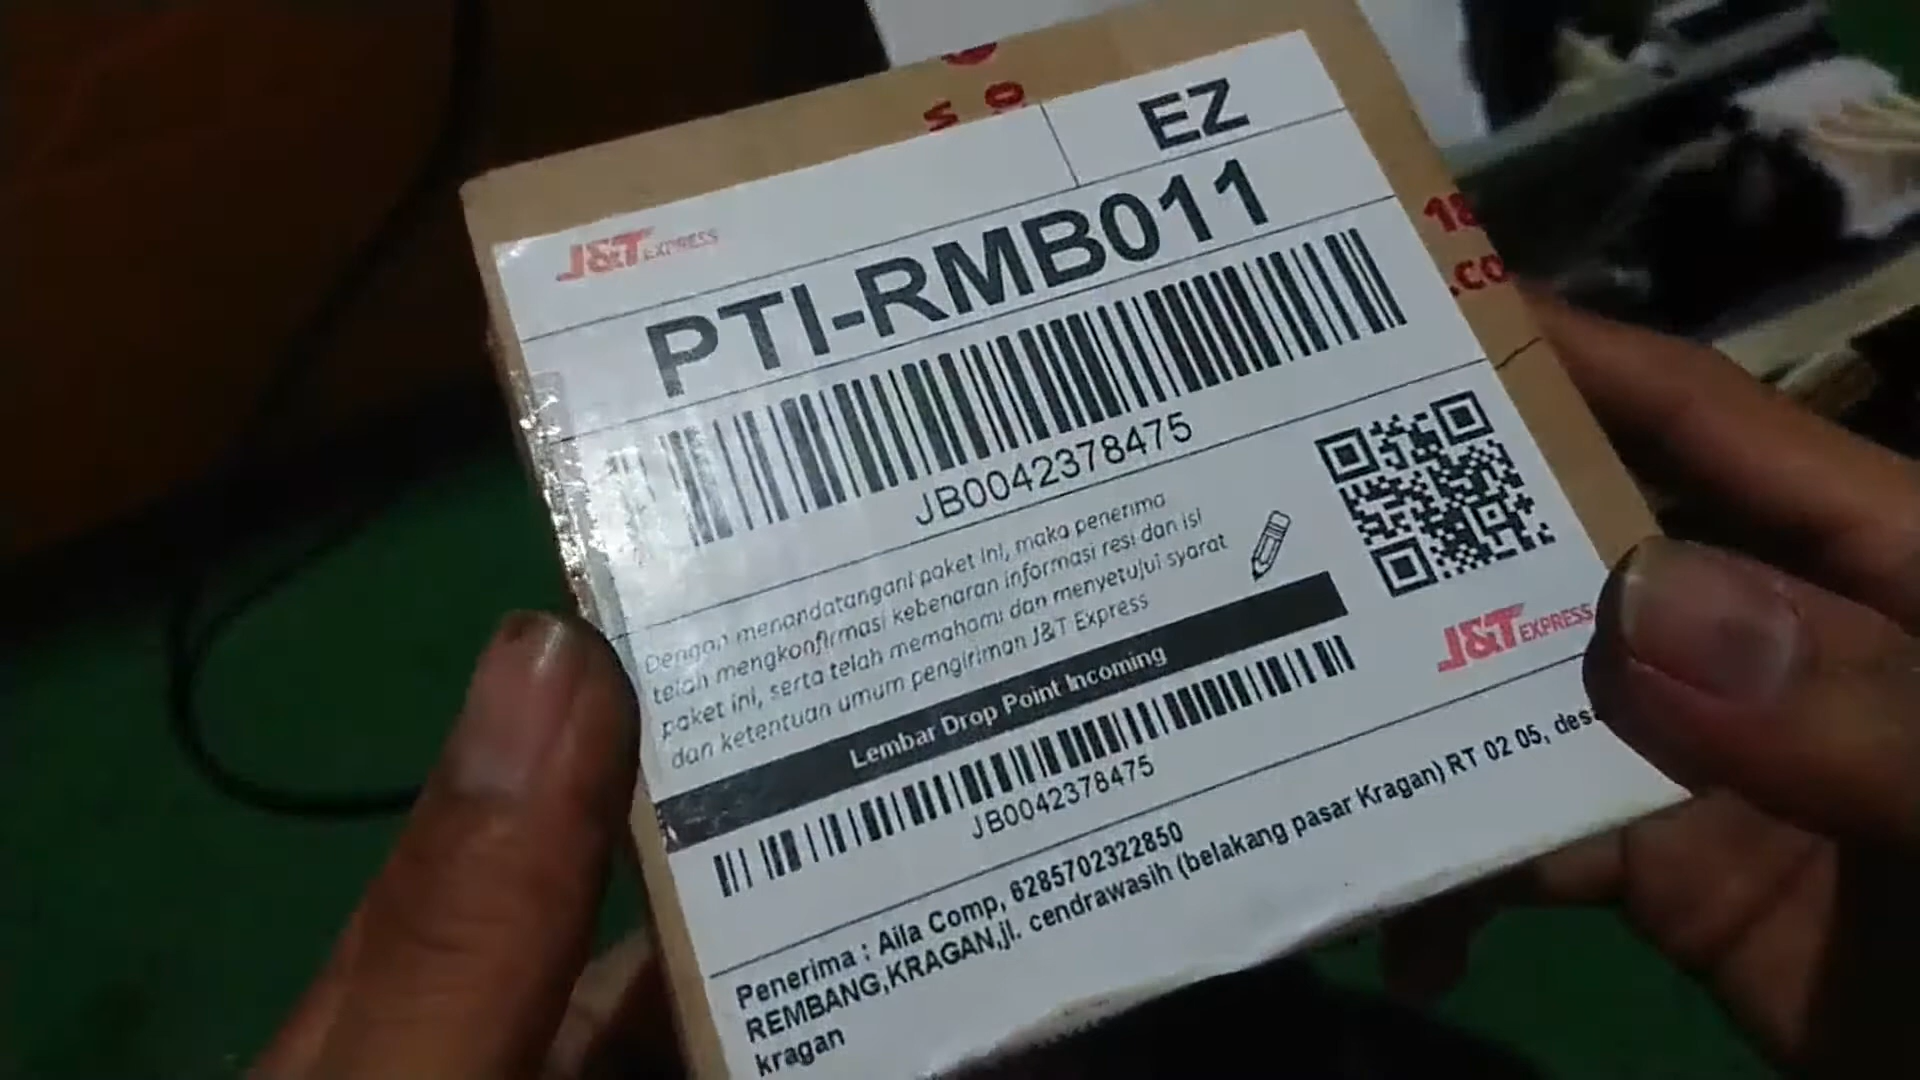 EZ
J&T EXPRESS
PTI-RMB011
JB0042378475
Dengan menandatangani paket ini, maka penerima
telah mengkonfirmasi kebenaran informasi resi dan isi
paket ini, serta telah memahami dan menyetujui syarat
dan ketentuan umum pengiriman J&T Express
J&T EXPRESS
Lembar Drop Point Incoming
JB0042378475
Penerima : Aila Comp, 6285702322850
REMBANG,KRAGAN,jl. cendrawasih (belakang pasar Kragan) RT 02 05, desa
kragan
18
.co